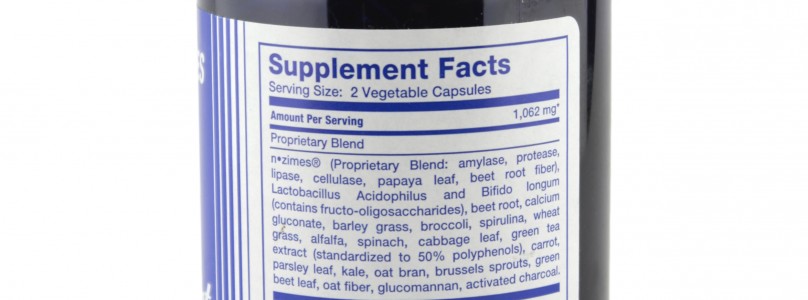 Supplement Facts
Serving Size: 2 Vegetable Capsules
Amount Per Serving 1,062 mg*
Proprietary Blend
n•zimes® (Proprietary Blend: amylase, protease,
lipase, cellulase, papaya leaf, beet root fiber),
Lactobacillus Acidophilus and Bifido longum
(contains fructo-oligosaccharides), beet root, calcium
gluconate, barley grass, broccoli, spirulina, wheat
grass, alfalfa, spinach, cabbage leaf, green tea
extract (standardized to 50% polyphenols), carrot,
parsley leaf, kale, oat bran, brussels sprouts, green
beet leaf, oat fiber, glucomannan, activated charcoal.